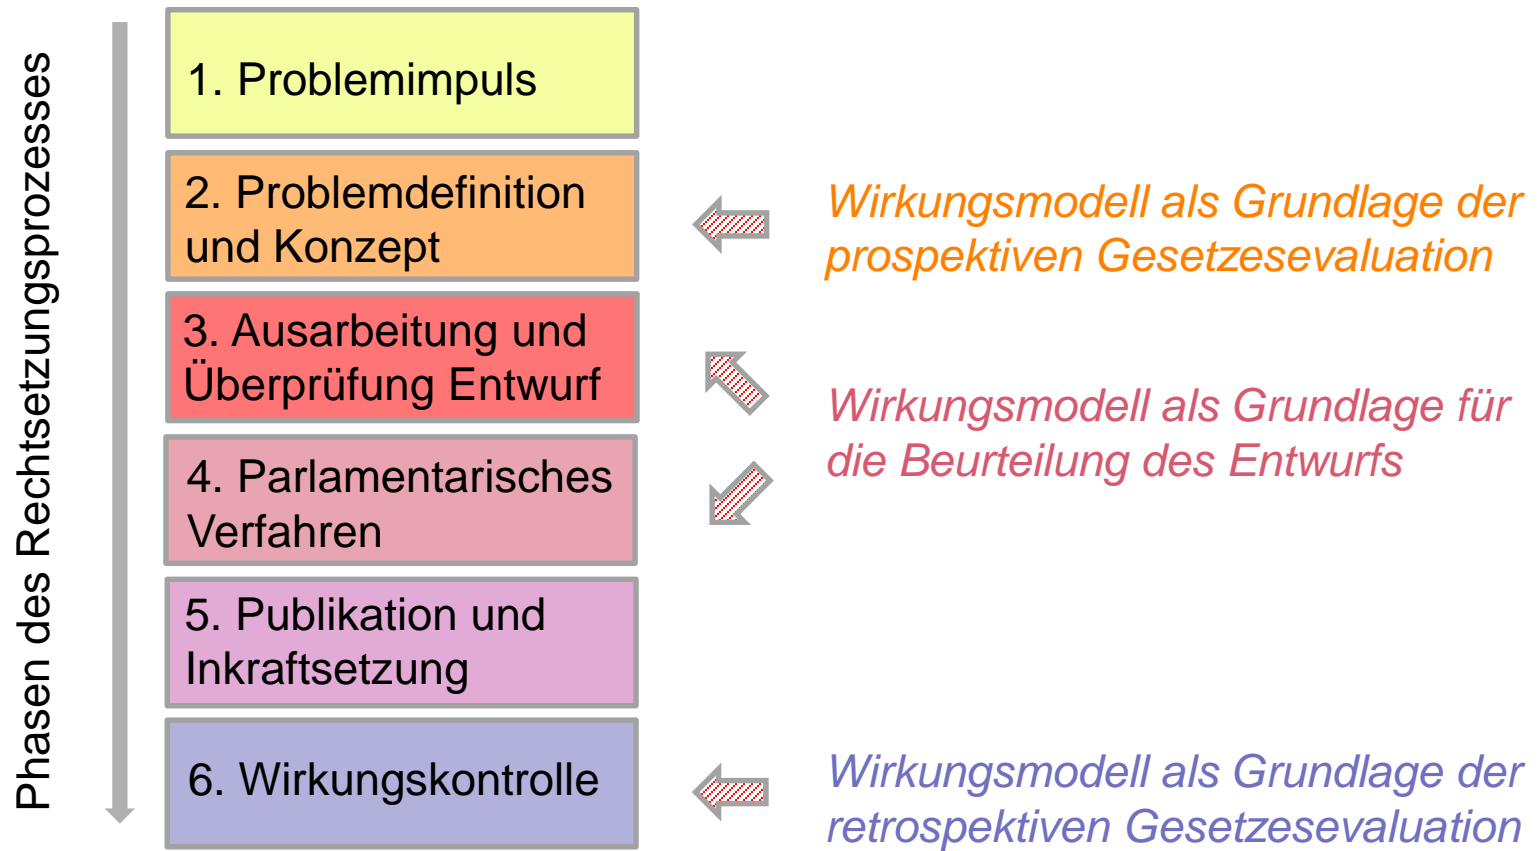 Phasen des Rechtsetzungsprozesses
1. Problemimpuls
2. Problemdefinition
und Konzept
Wirkungsmodell als Grundlage der
prospektiven Gesetzesevaluation
3. Ausarbeitung und
Überprüfung Entwurf
Wirkungsmodell als Grundlage für
die Beurteilung des Entwurfs
4. Parlamentarisches
Verfahren
5. Publikation und
Inkraftsetzung
6. Wirkungskontrolle
Wirkungsmodell als Grundlage der
retrospektiven Gesetzesevaluation